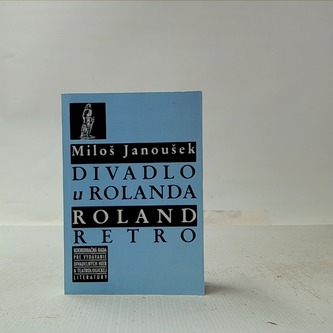 Miloš Janoušek
DIVADLO
u ROLANDA
ROLAND
RETRO
KOORDINAČNÁ RADA
PRE VYDÁVANIE
DIVADELNÝCH HIER
A TEATROLOGICKEJ
LITERATÚRY